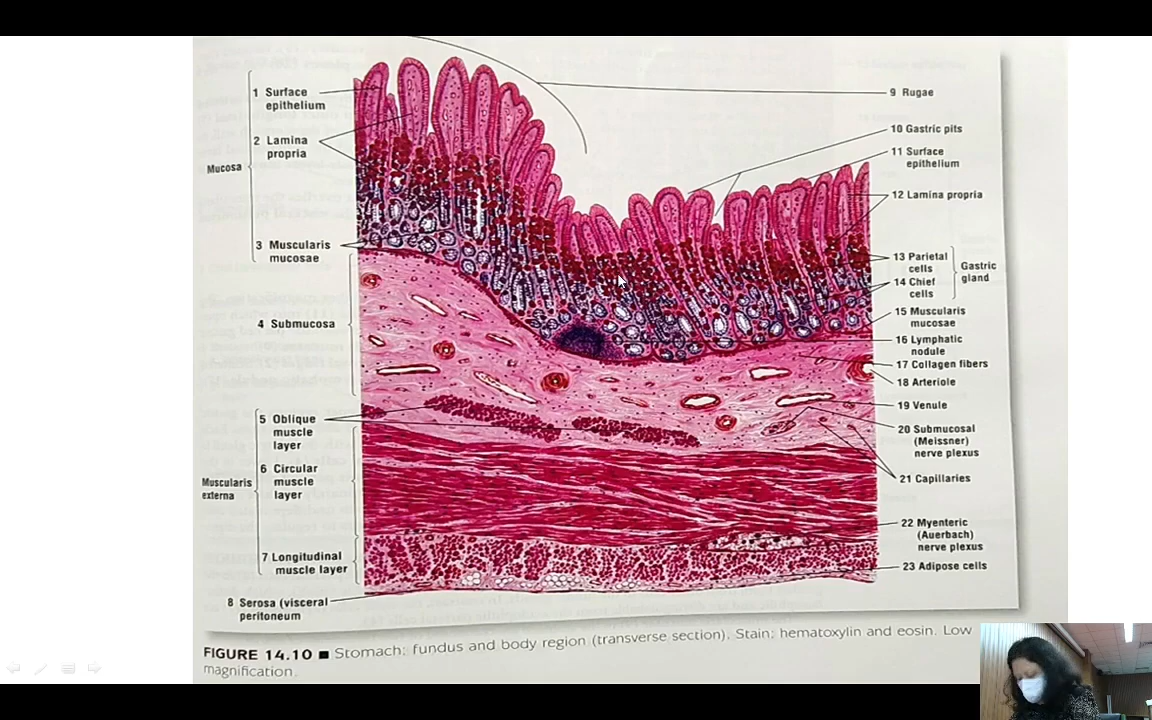 1 Surface
epithelium
2 Lamina
propria
Mucosa
3 Muscularis
mucosae
4 Submucosa
5 Oblique
muscle
layer
Muscularis
externa
6 Circular
muscle
layer
7 Longitudinal
muscle layer
8 Serosa (visceral
peritoneum
9 Rugae
10 Gastric pits
11 Surface
epithelium
12 Lamina propria
13 Parietal
cells
14 Chief
cells
Gastric
gland
15 Muscularis
mucosae
16 Lymphatic
nodule
17 Collagen fibers
18 Arteriole
19 Venule
20 Submucosal
(Meissner)
nerve plexus
21 Capillaries
22 Myenteric
(Auerbach)
nerve plexus
23 Adipose cells
FIGURE 14.10 ■ Stomach: fundus and body region (transverse section). Stain: hematoxylin and eosin. Low
magnification.